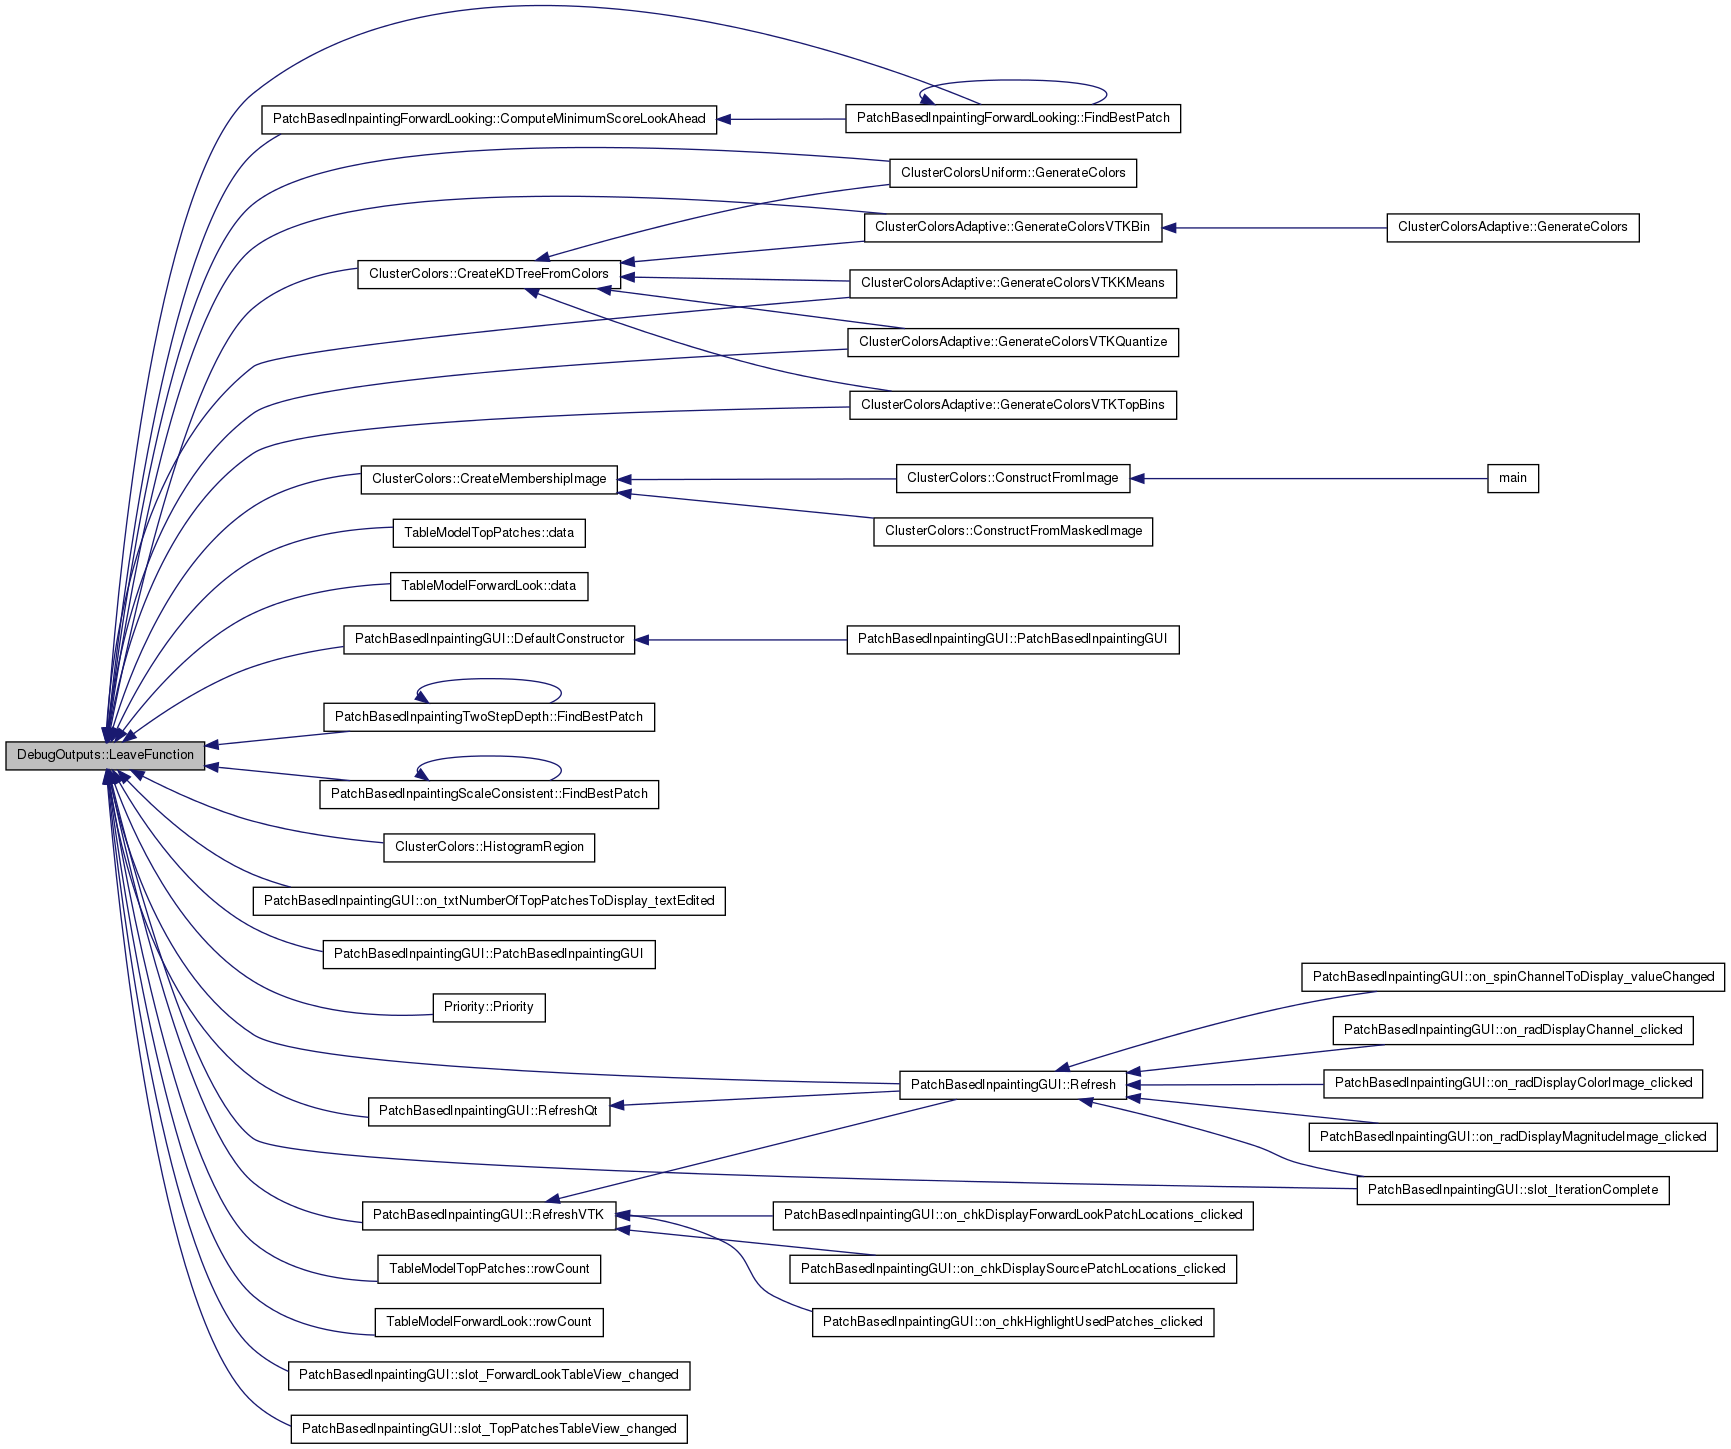 PatchBasedInpaintingForwardLooking::ComputeMinimumScoreLookAhead
PatchBasedInpaintingForwardLooking::FindBestPatch
ClusterColorsUniform::GenerateColors
ClusterColorsAdaptive::GenerateColorsVTKBin
ClusterColorsAdaptive::GenerateColors
ClusterColors::CreateKDTreeFromColors
ClusterColorsAdaptive::GenerateColorsVTKKMeans
ClusterColorsAdaptive::GenerateColorsVTKQuantize
ClusterColorsAdaptive::GenerateColorsVTKTopBins
ClusterColors::CreateMembershipImage
ClusterColors::ConstructFromImage
main
ClusterColors::ConstructFromMaskedImage
TableModelTopPatches::data
TableModelForwardLook::data
PatchBasedInpaintingGUI::DefaultConstructor
PatchBasedInpaintingGUI::PatchBasedInpaintingGUI
PatchBasedInpaintingTwoStepDepth::FindBestPatch
DebugOutputs::LeaveFunction
PatchBasedInpaintingScaleConsistent::FindBestPatch
ClusterColors::HistogramRegion
PatchBasedInpaintingGUI::on_txtNumberOfTopPatchesToDisplay_textEdited
PatchBasedInpaintingGUI::PatchBasedInpaintingGUI
PatchBasedInpaintingGUI::on_spinChannelToDisplay_valueChanged
Priority::Priority
PatchBasedInpaintingGUI::on_radDisplayChannel_clicked
PatchBasedInpaintingGUI::Refresh
PatchBasedInpaintingGUI::on_radDisplayColorImage_clicked
PatchBasedInpaintingGUI::RefreshQt
PatchBasedInpaintingGUI::on_radDisplayMagnitudeImage_clicked
PatchBasedInpaintingGUI::slot_IterationComplete
PatchBasedInpaintingGUI::RefreshVTK
PatchBasedInpaintingGUI::on_chkDisplayForwardLookPatchLocations_clicked
TableModelTopPatches::rowCount
PatchBasedInpaintingGUI::on_chkDisplaySourcePatchLocations_clicked
TableModelForwardLook::rowCount
PatchBasedInpaintingGUI::on_chkHighlightUsedPatches_clicked
PatchBasedInpaintingGUI::slot_ForwardLookTableView_changed
PatchBasedInpaintingGUI::slot_TopPatchesTableView_changed